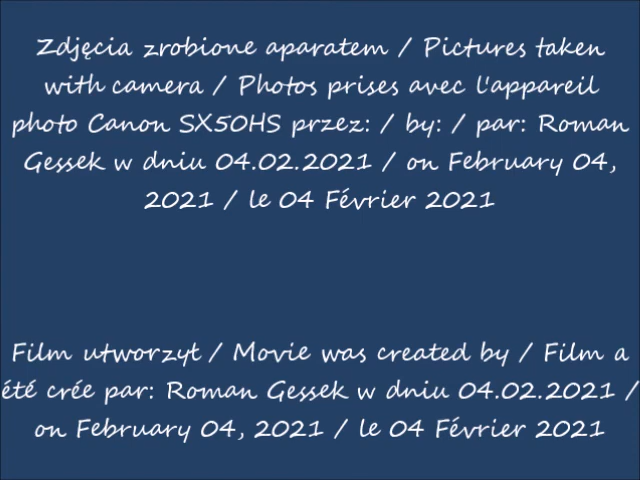 Zdjęcia zrobione aparatem / Pictures taken
with camera / Photos prises avec l'appareil
photo Canon SX50HS przez: / by: / par: Roman
Gessek w dniu 04.02.2021 / on February 04,
2021 / le 04 Février 2021
Film utworzył / Movie was created by / Film a
été crée par: Roman Gessek w dniu 04.02.2021 /
on February 04, 2021 / le 04 Février 2021